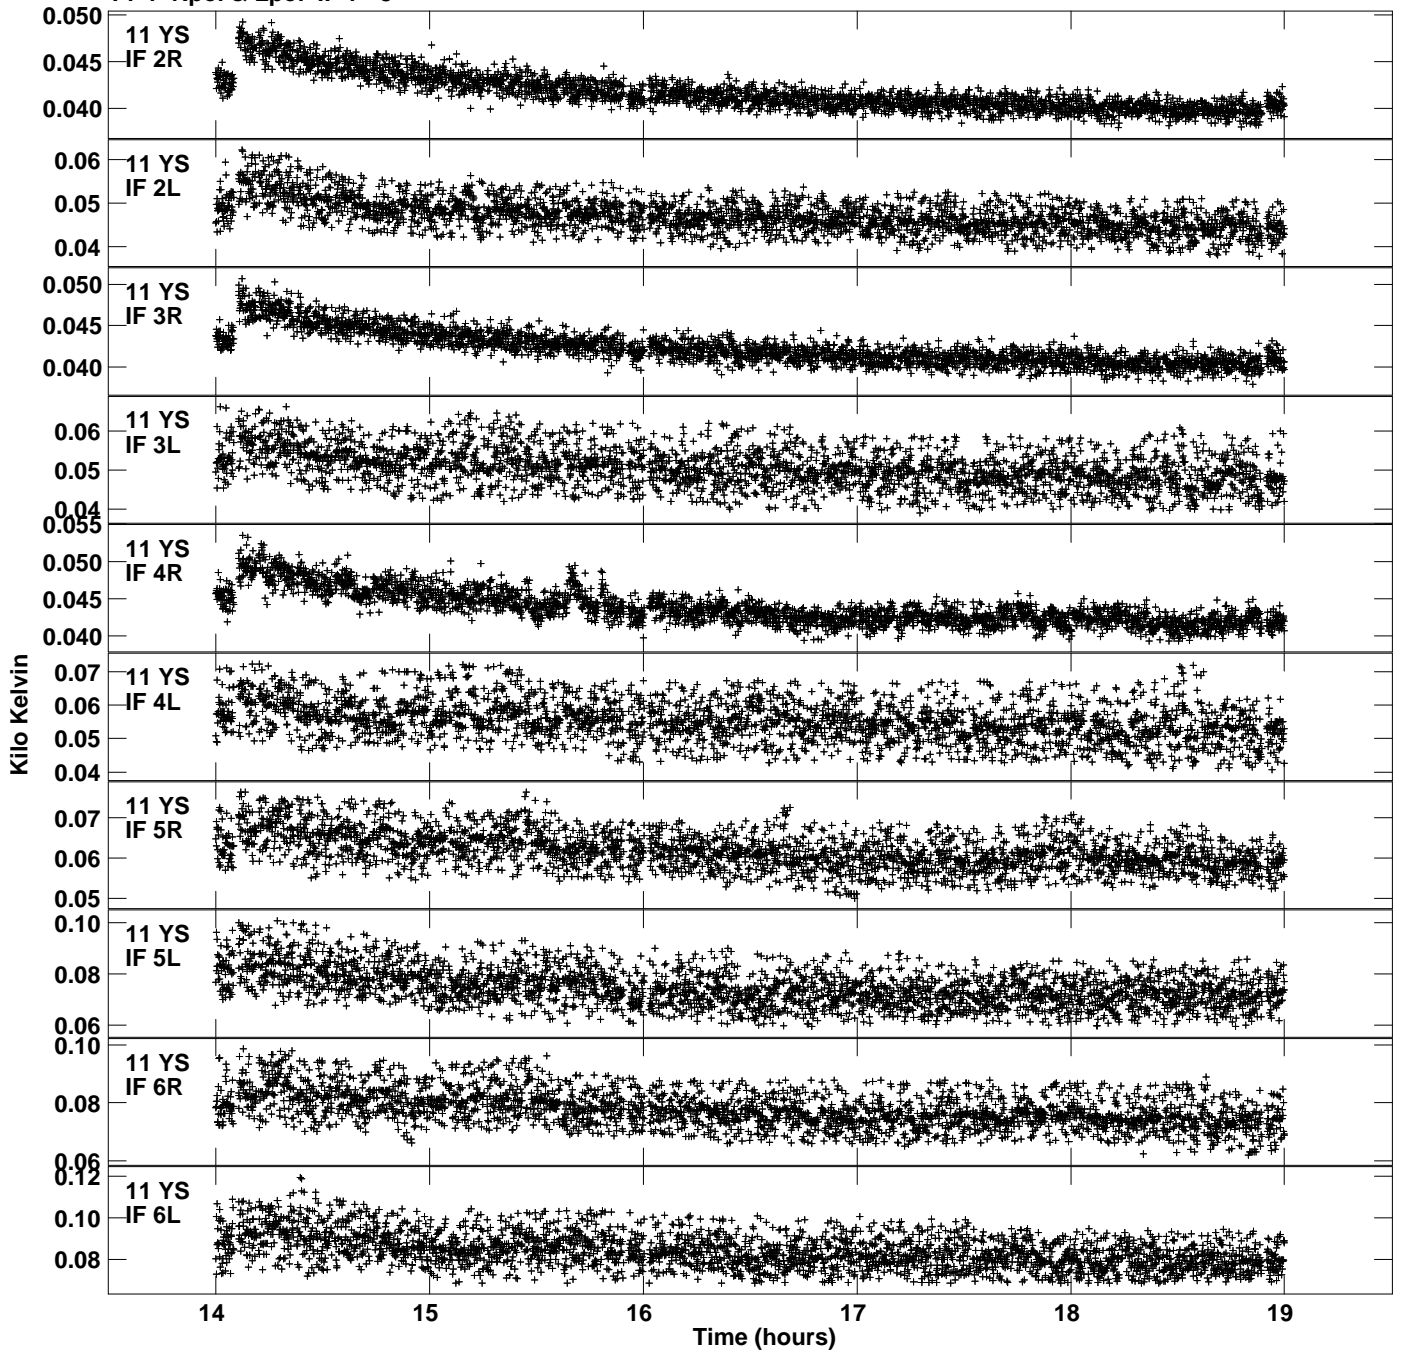 0.050
0.045
0.040
11 YS
IF 2R
0.06
0.05
0.04
11 YS
IF 2L
0.050
0.045
0.040
11 YS
IF 3R
0.06
0.05
0.04
11 YS
IF 3L
0.055
0.050
0.045
0.040
11 YS
IF 4R
0.07
0.06
0.05
0.04
11 YS
IF 4L
0.07
0.06
0.05
11 YS
IF 5R
0.10
0.08
0.06
11 YS
IF 5L
0.10
0.08
0.06
11 YS
IF 6R
0.12
0.10
0.08
11 YS
IF 6L
Kilo Kelvin
14 15 16 17 18 19
Time (hours)